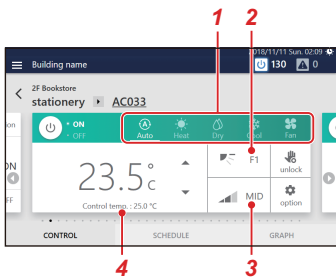 1 2
2018/11/11 Sun. 02:09
Building name 130 0
2F Bookstore
stationery AC033
ON
OFF
A
Auto Heat Dry Cool Fan
F1 unlock
23.5°C
Control temp. : 25.0 °C
MID option
ON
FF
CONTROL SCHEDULE GRAPH
4 3